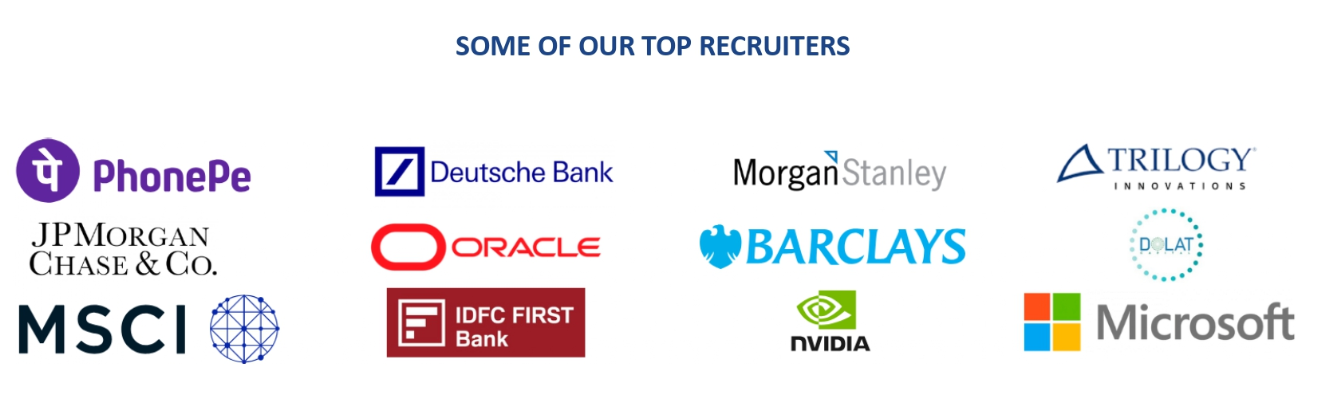 SOME OF OUR TOP RECRUITERS
पे PhonePe
Deutsche Bank
Morgan Stanley
TRILOGY
INNOVATIONS
JPMORGAN
CHASE & CO.
ORACLE
BARCLAYS
DOLAT
MSCI
IDFC FIRST
Bank
NVIDIA
Microsoft